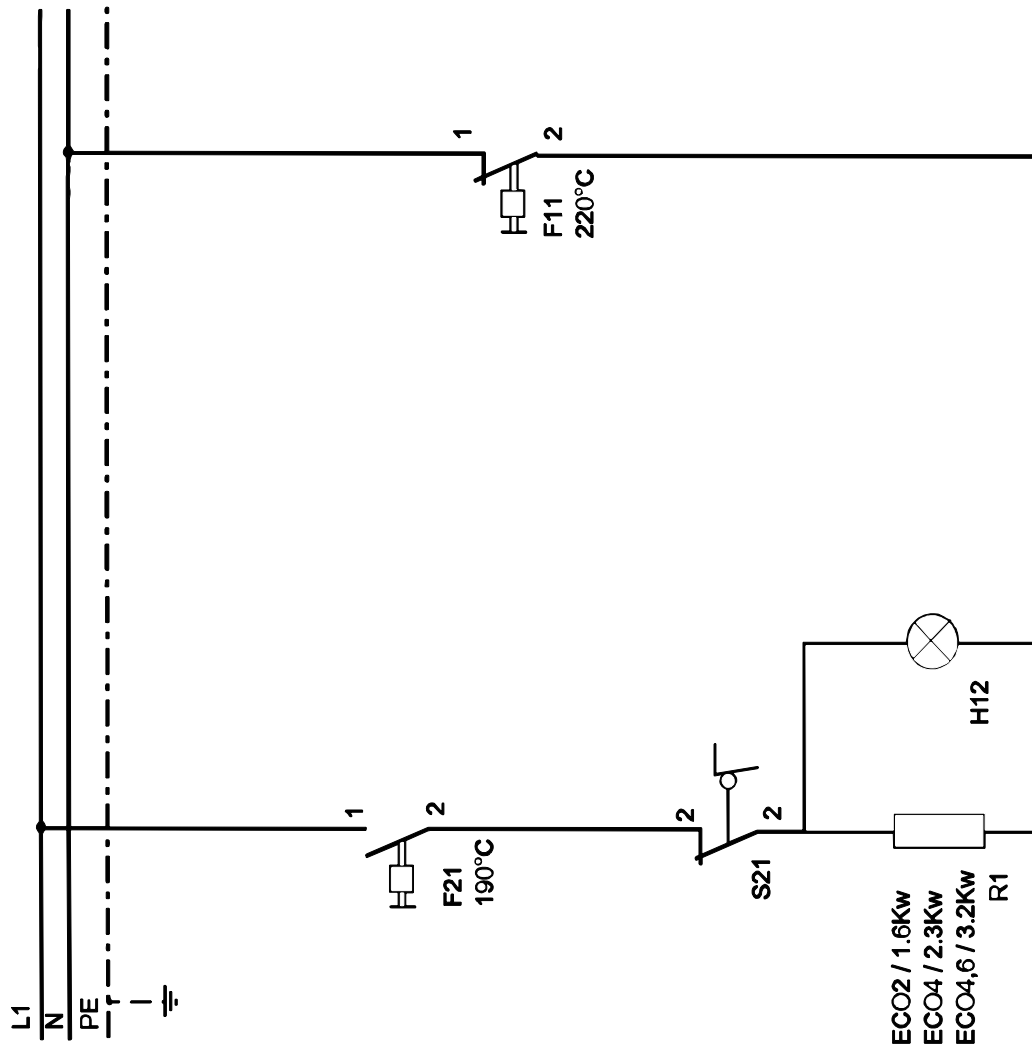 L1
N
PE
1
2
F21
190°C
2
2
S21
ECO2 / 1.6Kw
ECO4 / 2.3Kw
ECO4,6 / 3.2Kw
R1
H12
1
2
F11
220°C